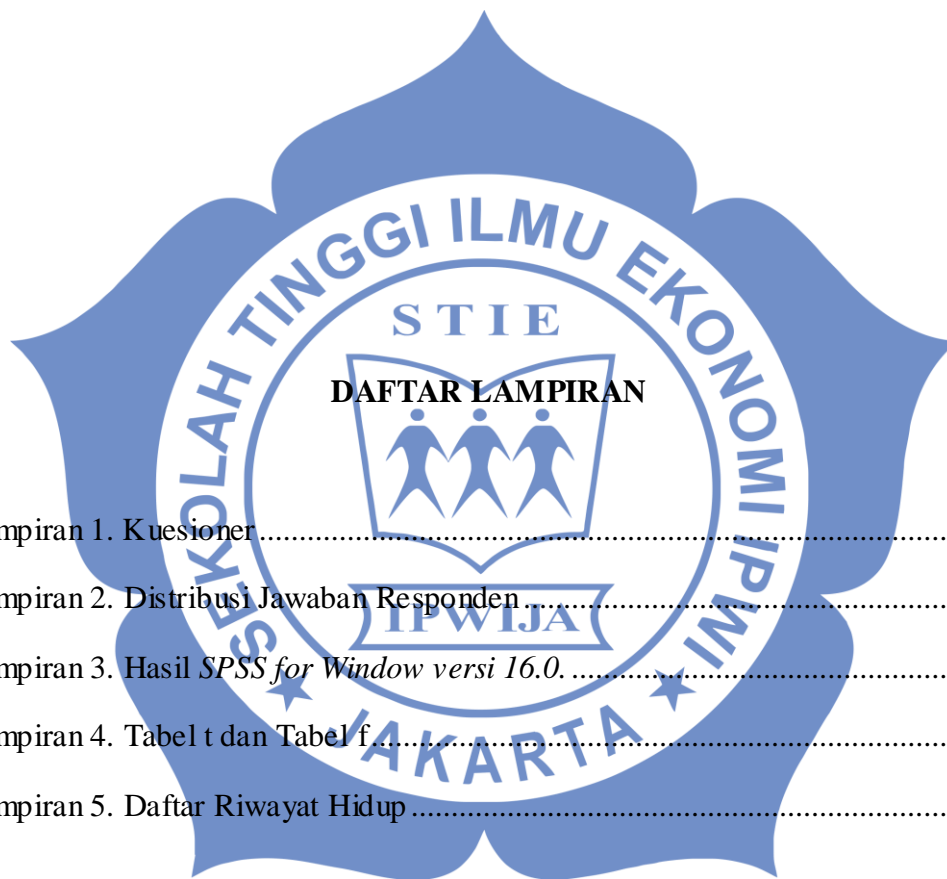 SEKOLAH TINGGI ILMU EKONOMI IPWI
STIE
DAFTAR LAMPIRAN
mpiran 1. Kuesioner
mpiran 2. Distribusi Jawaban Responden
IPWIJA
mpiran 3. Hasil SPSS for Window versi 16.0.
mpiran 4. Tabel t dan Tabel f
mpiran 5. Daftar Riwayat Hidup
JAKARTA